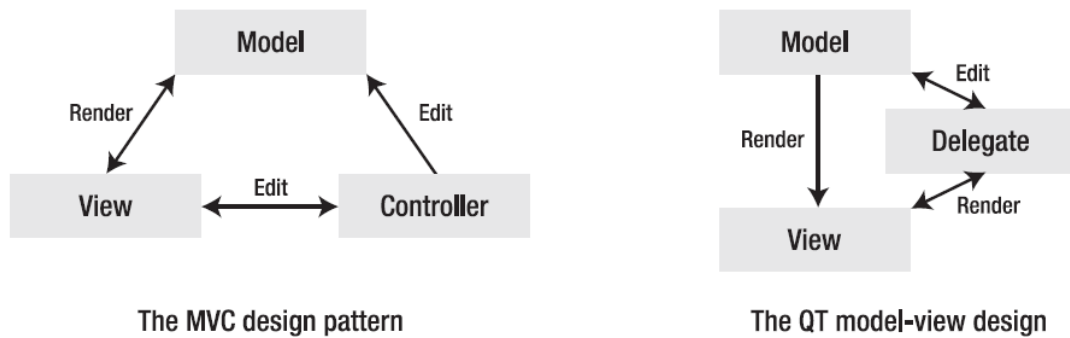 Model
Render
Edit
View
Edit
Controller
The MVC design pattern
Model
Edit
Render
Delegate
Render
View
The QT model-view design